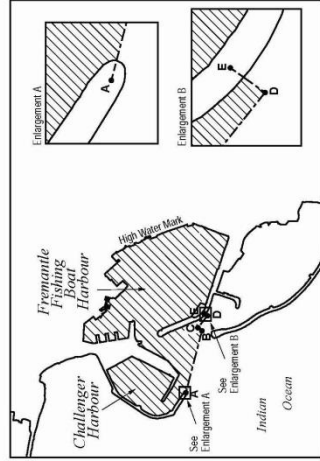 Enlargement A
A
Enlargement B
E
D
Fremantle
Fishing
Boat
Harbour
High Water Mark
Challenger
Harbour
A
See
Enlargement A
B
C
E
D
See
Enlargement B
Indian
Ocean